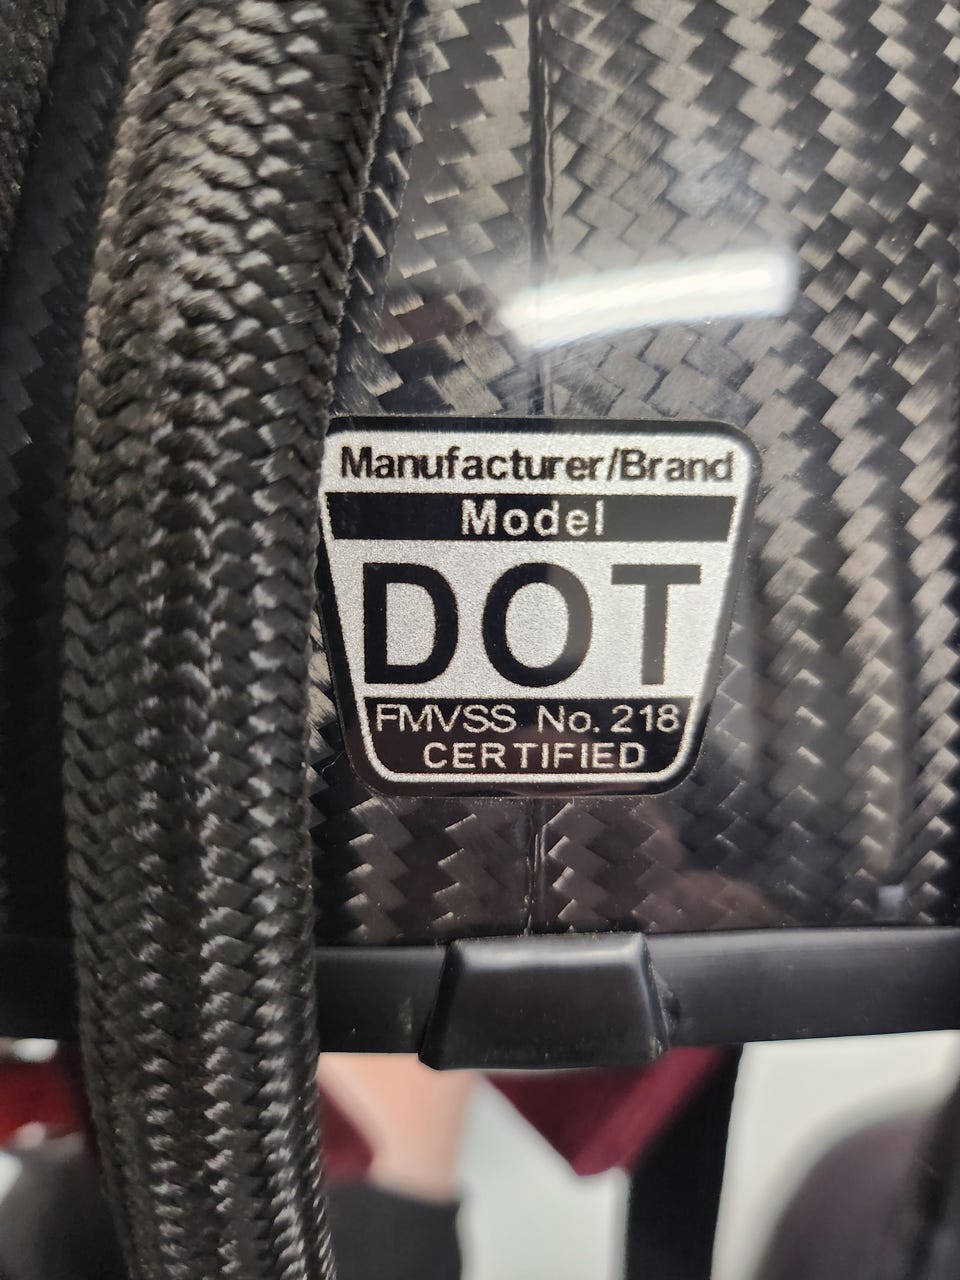 Manufacturer/Brand
Model
DOT
FMVSS No. 218
CERTIFIED